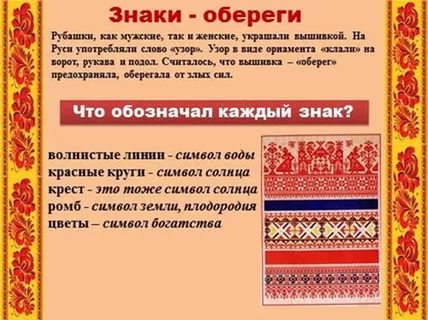 Знаки - обереги
Рубашки, как мужские, так и женские, украшали вышивкой. На
Руси употребляли слово «узор». Узор в виде орнамента «клали» на
ворот, рукава и подол. Считалось, что вышивка – «оберег»
предохраняла, оберегала от злых сил.
Что обозначал каждый знак?
волнистые линии - символ воды
красные круги - символ солнца
крест - это тоже символ солнца
ромб – символ земли, плодородия
цветы – символ богатства